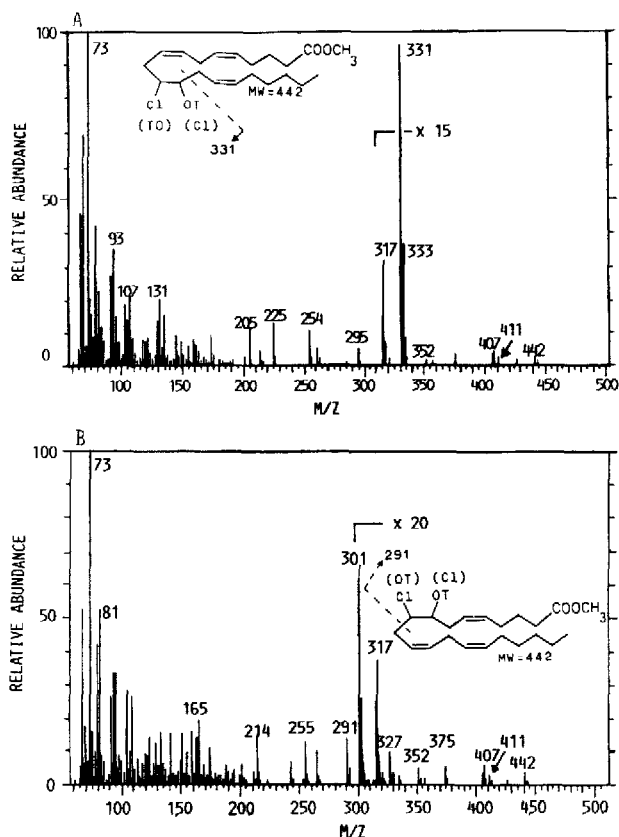 A
RELATIVE ABUNDANCE
100
50
0
73
93
107
131
205
225
254
295
317
331
333
352
407
411
442
x 15
COOCH3
MW=442
Cl OT
(TO) (Cl)
331
100 150 200 250 300 350 400 450 500
M/Z
B
RELATIVE ABUNDANCE
100
50
0
73
81
165
214
255
291
301
317
327
352
375
407
411
442
x 20
291
(OT) (Cl)
Cl OT
COOCH3
MW=442
100 150 200 250 300 350 400 450 500
M/Z